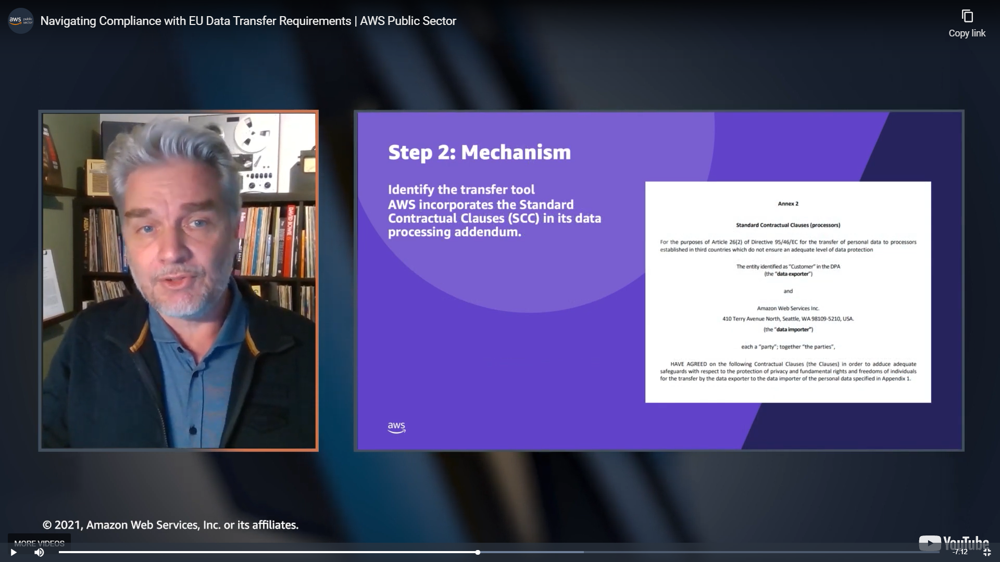 aws public sector
Navigating Compliance with EU Data Transfer Requirements | AWS Public Sector
Copy link
ABBA
DAVID BOWIE
Step 2: Mechanism
Identify the transfer tool
AWS incorporates the Standard
Contractual Clauses (SCC) in its data
processing addendum.
Annex 2
Standard Contractual Clauses (processors)
For the purposes of Article 26(2) of Directive 95/46/EC for the transfer of personal data to processors
established in third countries which do not ensure an adequate level of data protection
The entity identified as “Customer” in the DPA
(the “data exporter”)
and
Amazon Web Services Inc.
410 Terry Avenue North, Seattle, WA 98109-5210, USA.
(the “data importer”)
each a “party”; together “the parties”,
HAVE AGREED on the following Contractual Clauses (the Clauses) in order to adduce adequate
safeguards with respect to the protection of privacy and fundamental rights and freedoms of individuals
for the transfer by the data exporter to the data importer of the personal data specified in Appendix 1.
aws
© 2021, Amazon Web Services, Inc. or its affiliates.
MORE VIDEOS
YouTube
-7:12